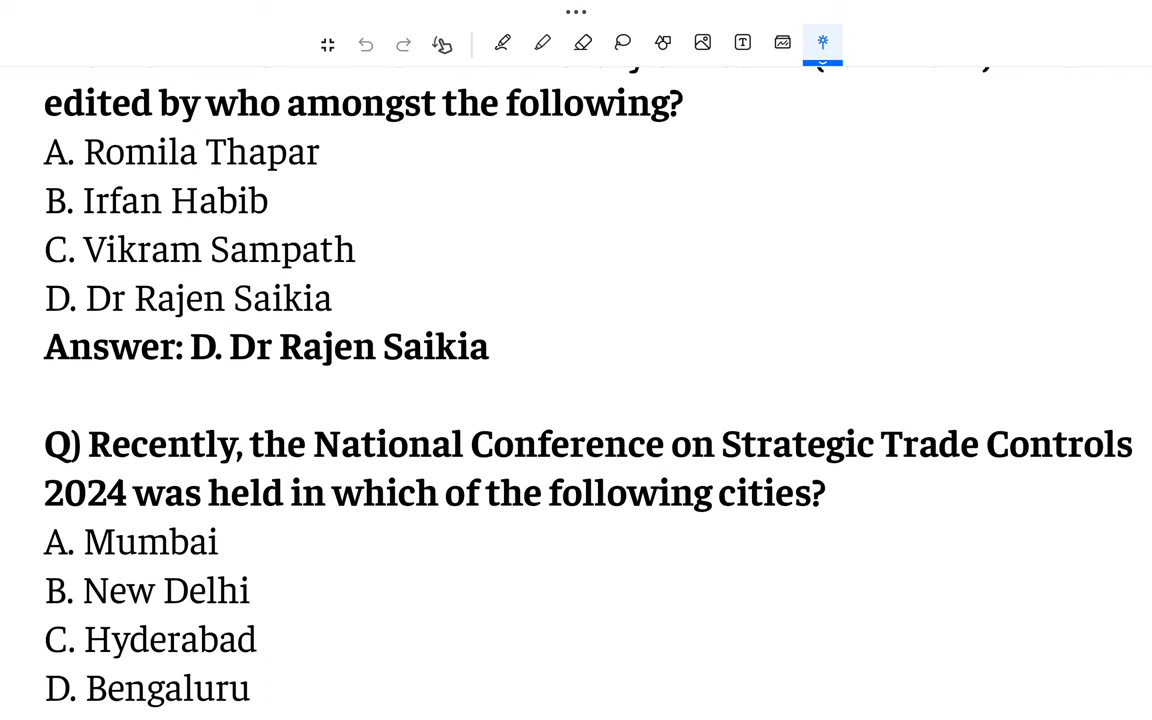 edited by who amongst the following?
A. Romila Thapar
B. Irfan Habib
C. Vikram Sampath
D. Dr Rajen Saikia
Answer: D. Dr Rajen Saikia
Q) Recently, the National Conference on Strategic Trade Controls
2024 was held in which of the following cities?
A. Mumbai
B. New Delhi
C. Hyderabad
D. Bengaluru